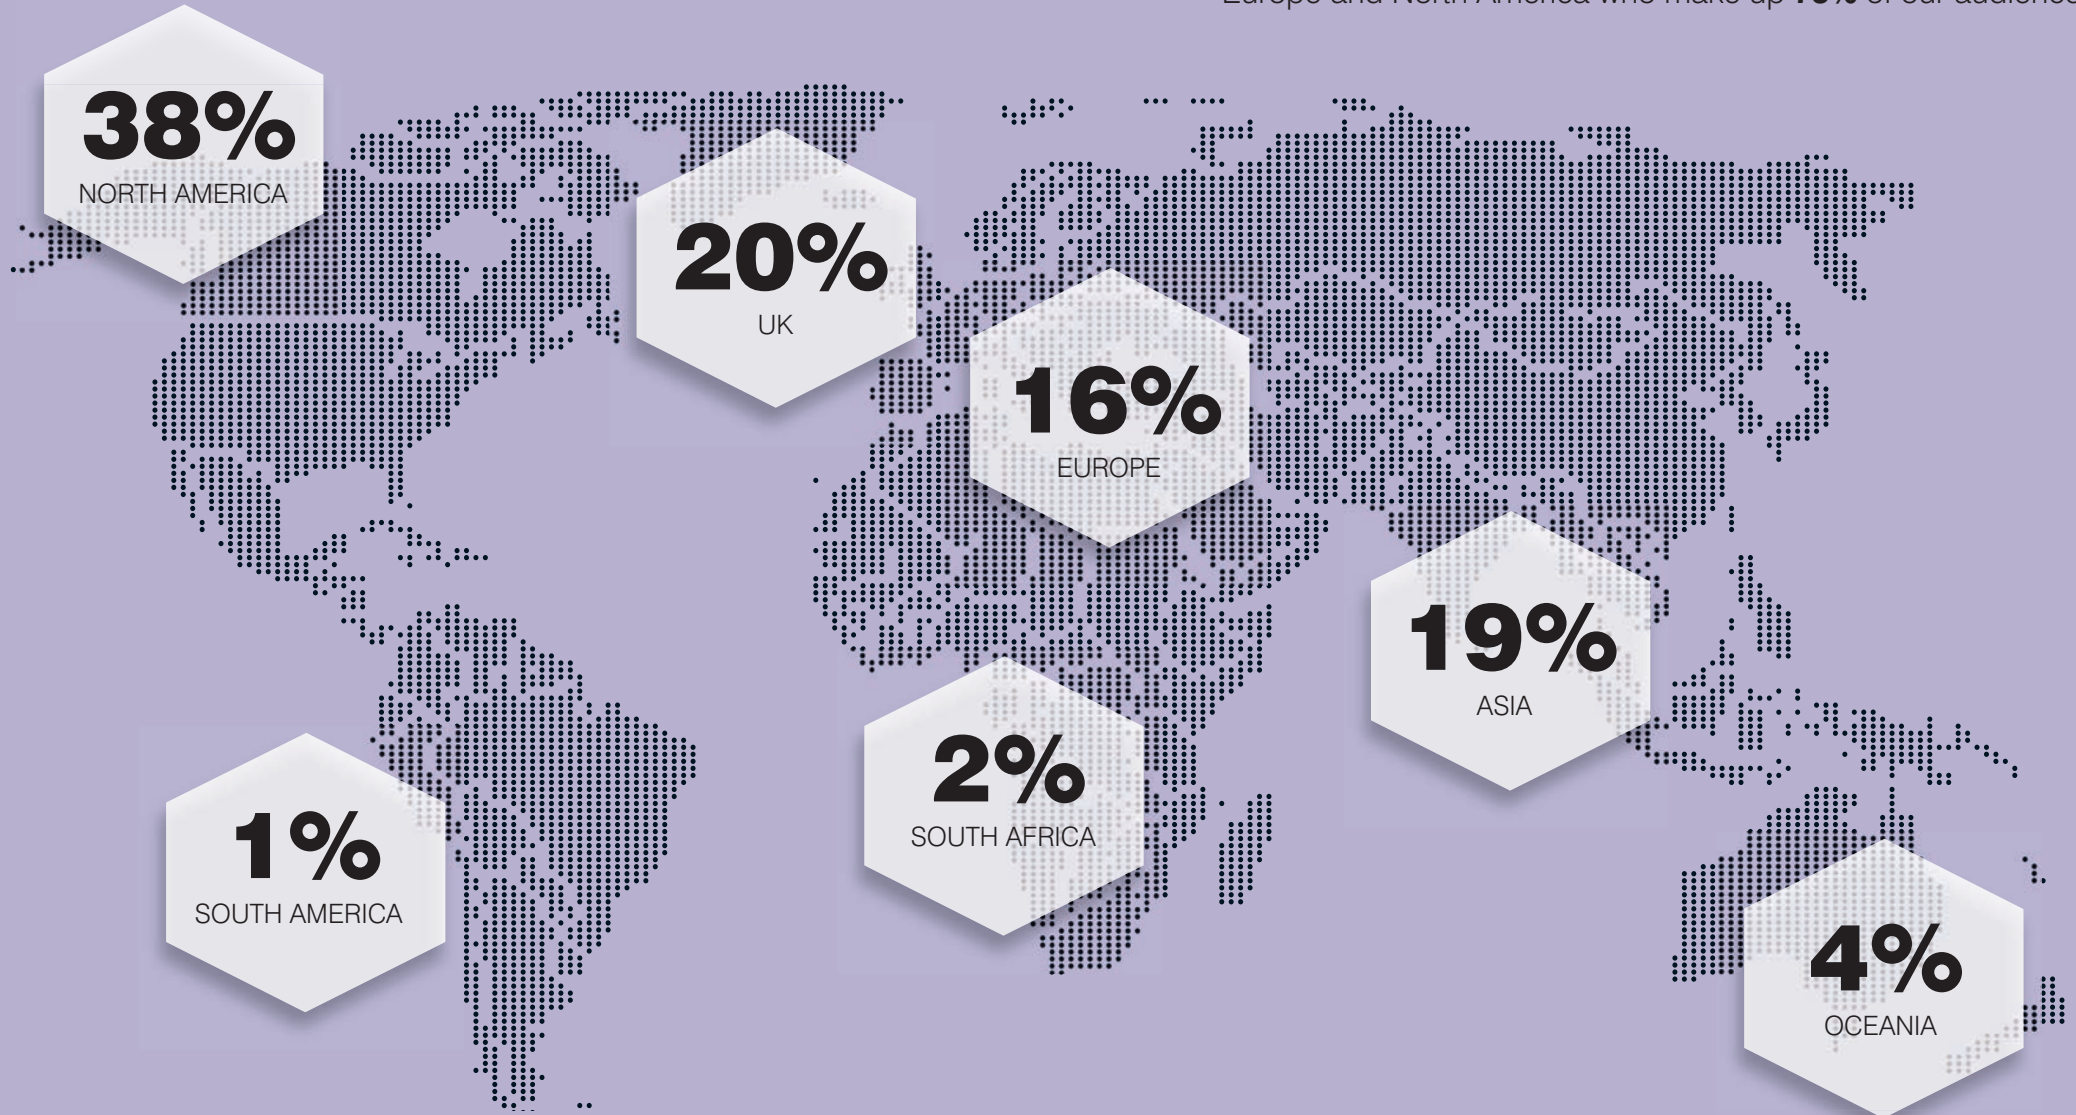 Europe and North America who make up
of our audience
38%
NORTH AMERICA
20%
UK
16%
EUROPE
19%
ASIA
2%
SOUTH AFRICA
1%
SOUTH AMERICA
4%
OCEANIA